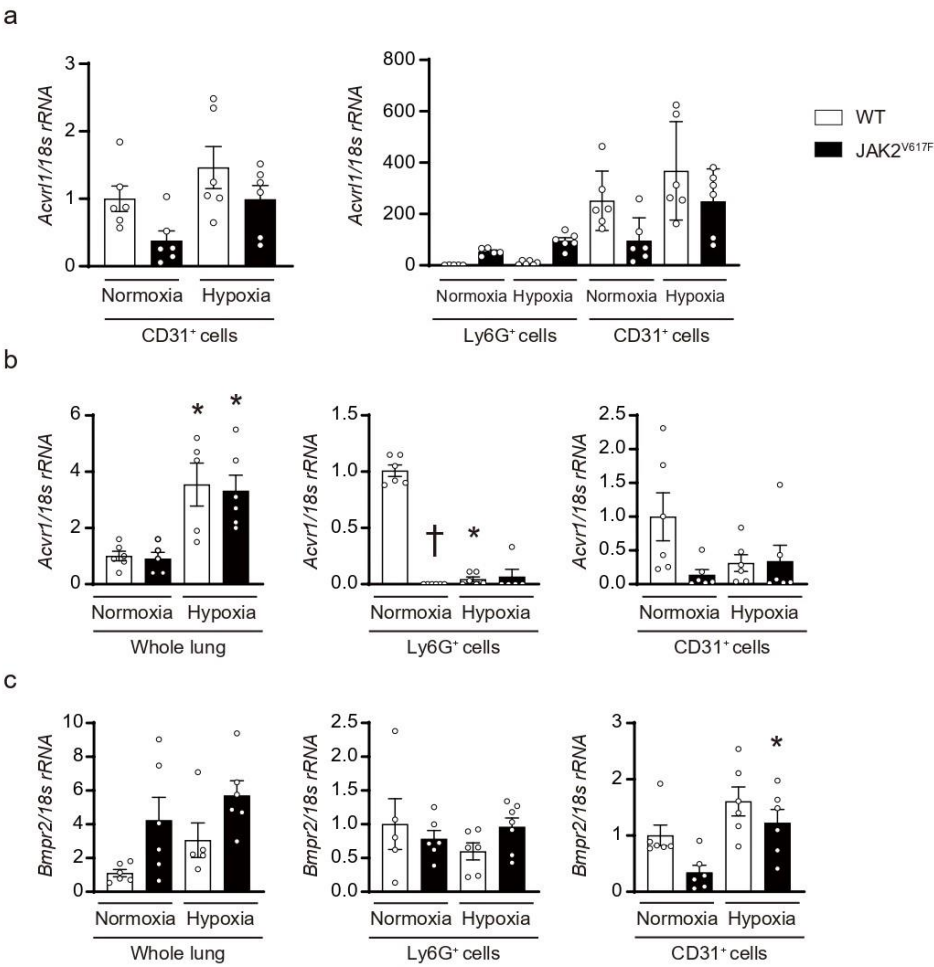 a
Acvrl1/18s rRNA
3
2
1
0
Normoxia Hypoxia
CD31+ cells
Acvrl1/18s rRNA
800
600
400
200
0
Normoxia Hypoxia Normoxia Hypoxia
Ly6G+ cells CD31+ cells
WT
JAK2V617F
b
Acvr1/18s rRNA
6
4
2
0
* *
Normoxia Hypoxia
Whole lung
Acvr1/18s rRNA
1.5
1.0
0.5
0.0
† *
Normoxia Hypoxia
Ly6G+ cells
Acvr1/18s rRNA
2.5
2.0
1.5
1.0
0.5
0.0
Normoxia Hypoxia
CD31+ cells
c
Bmpr2/18s rRNA
10
8
6
4
2
0
Normoxia Hypoxia
Whole lung
Bmpr2/18s rRNA
2.5
2.0
1.5
1.0
0.5
0.0
Normoxia Hypoxia
Ly6G+ cells
Bmpr2/18s rRNA
3
2
1
0
*
Normoxia Hypoxia
CD31+ cells